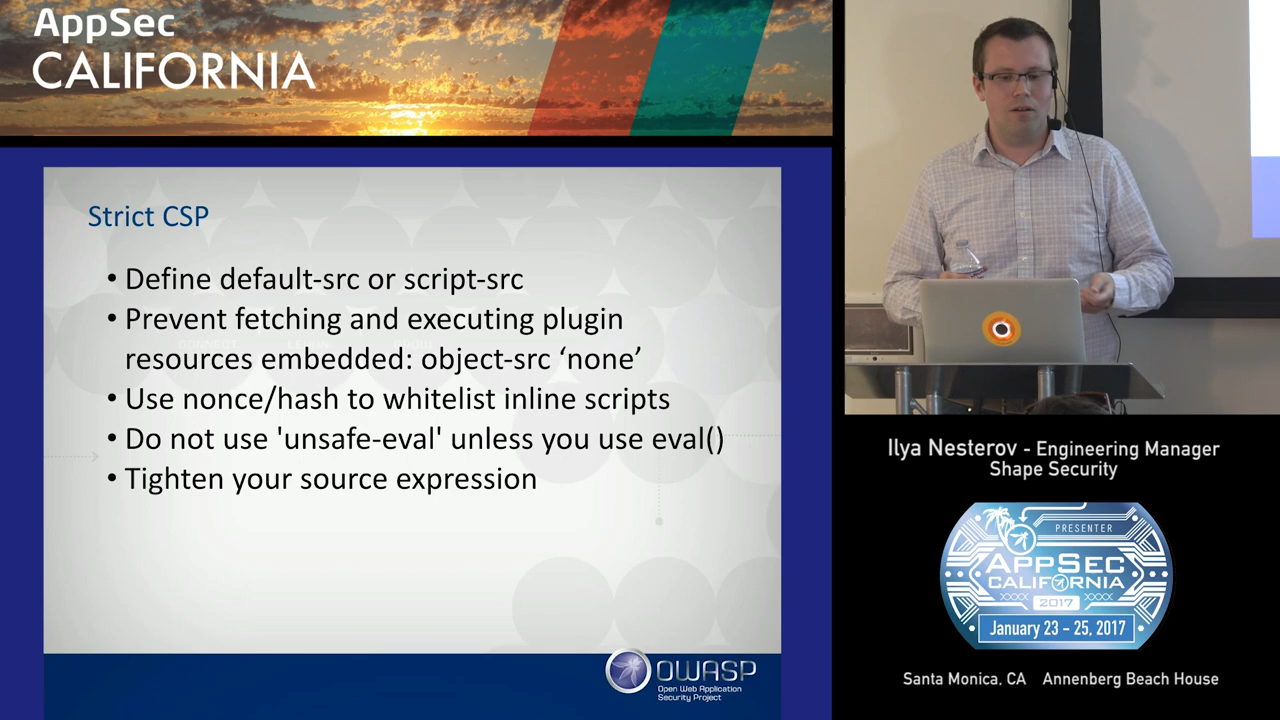 AppSec
CALIFORNIA
Strict CSP
• Define default-src or script-src
• Prevent fetching and executing plugin
resources embedded: object-src ‘none’
• Use nonce/hash to whitelist inline scripts
• Do not use 'unsafe-eval' unless you use eval()
• Tighten your source expression
OWASP
Open Web Application
Security Project
Ilya Nesterov - Engineering Manager
Shape Security
PRESENTER
APPSEC
CALIFORNIA
2017
January 23 - 25, 2017
Santa Monica, CA Annenberg Beach House